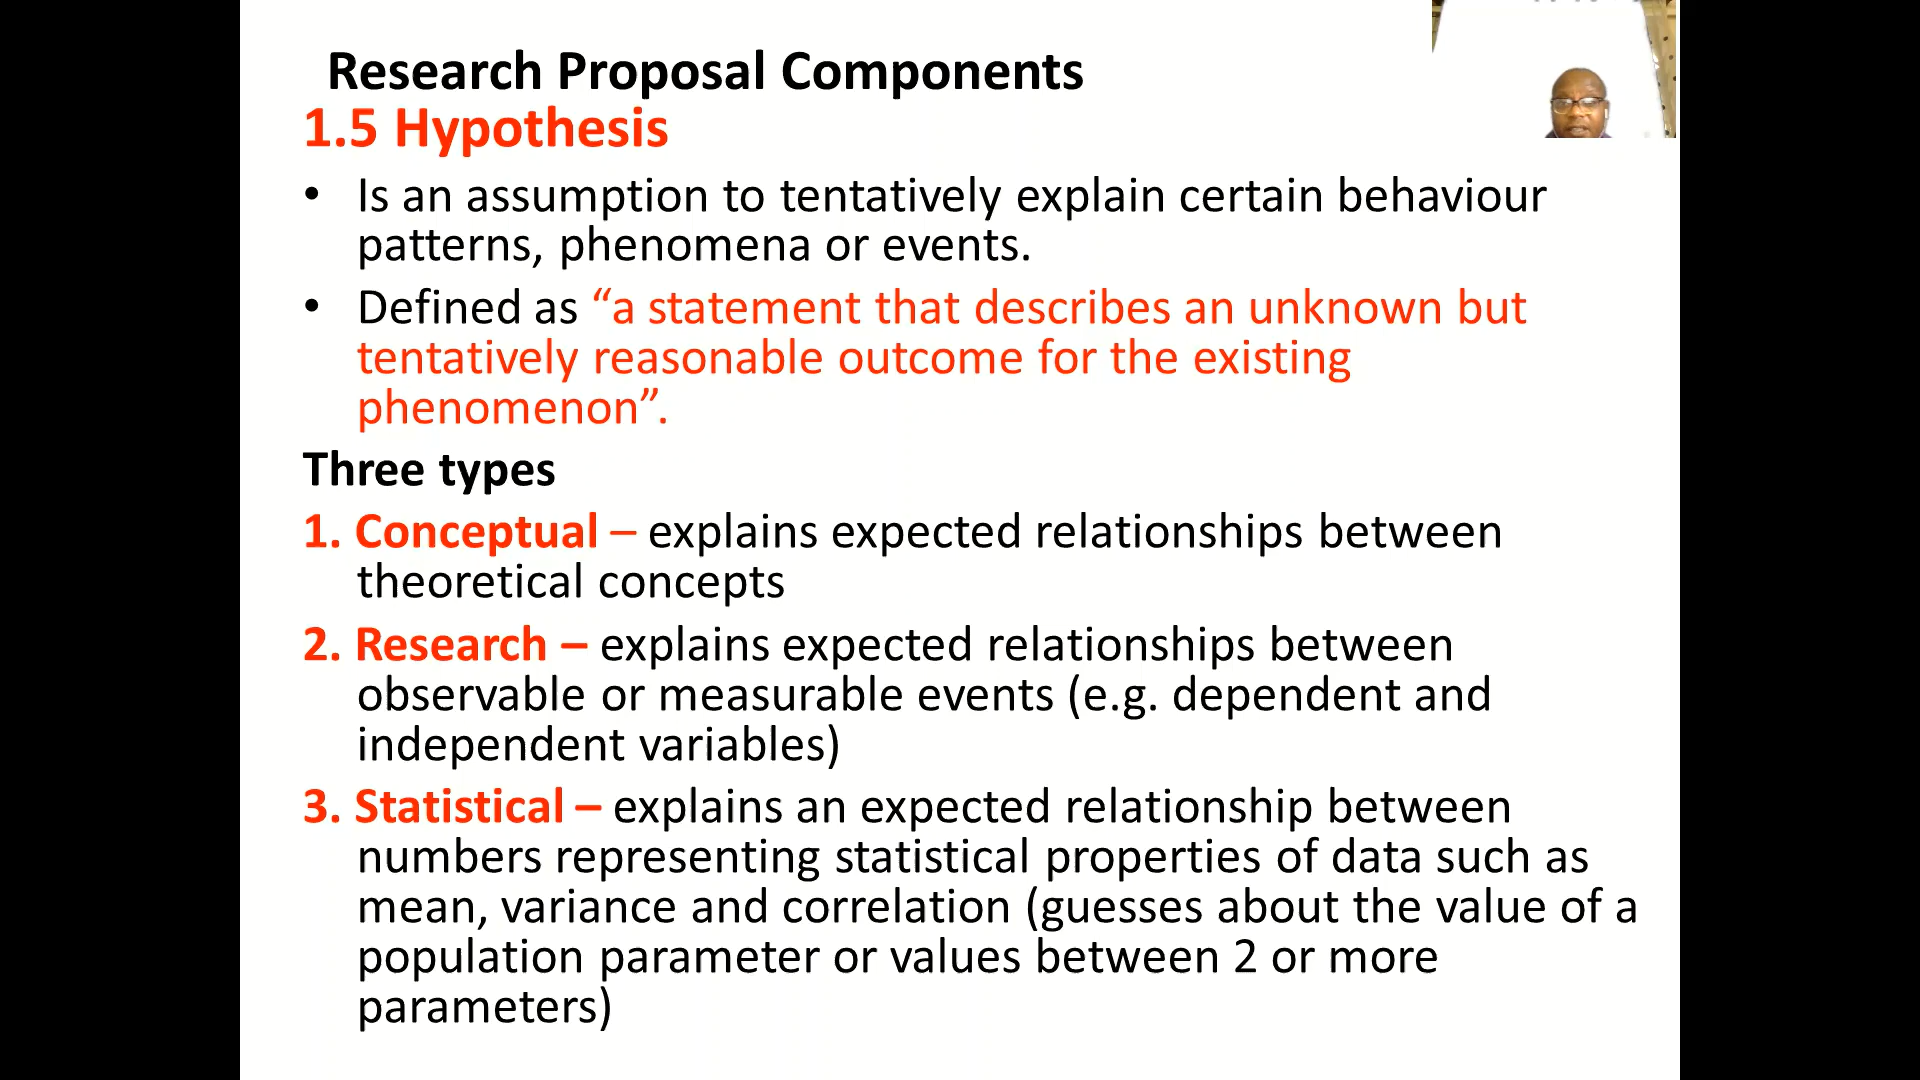 Research Proposal Components
1.5 Hypothesis
• Is an assumption to tentatively explain certain behaviour
patterns, phenomena or events.
• Defined as “a statement that describes an unknown but
tentatively reasonable outcome for the existing
phenomenon”.
Three types
1. Conceptual – explains expected relationships between
theoretical concepts
2. Research – explains expected relationships between
observable or measurable events (e.g. dependent and
independent variables)
3. Statistical – explains an expected relationship between
numbers representing statistical properties of data such as
mean, variance and correlation (guesses about the value of a
population parameter or values between 2 or more
parameters)